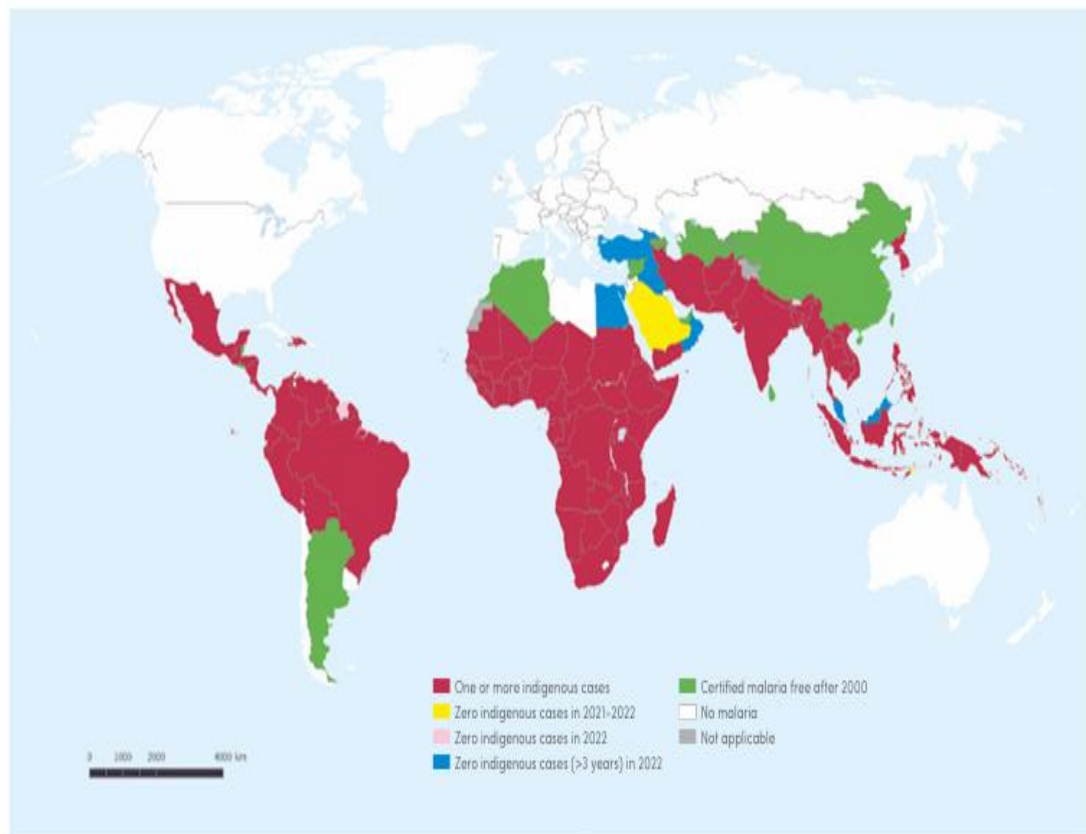 One or more indigenous cases
Zero indigenous cases in 2021-2022
Zero indigenous cases in 2022
Zero indigenous cases (>3 years) in 2022
Certified malaria free after 2000
No malaria
Not applicable
0 1000 2000 4000 km